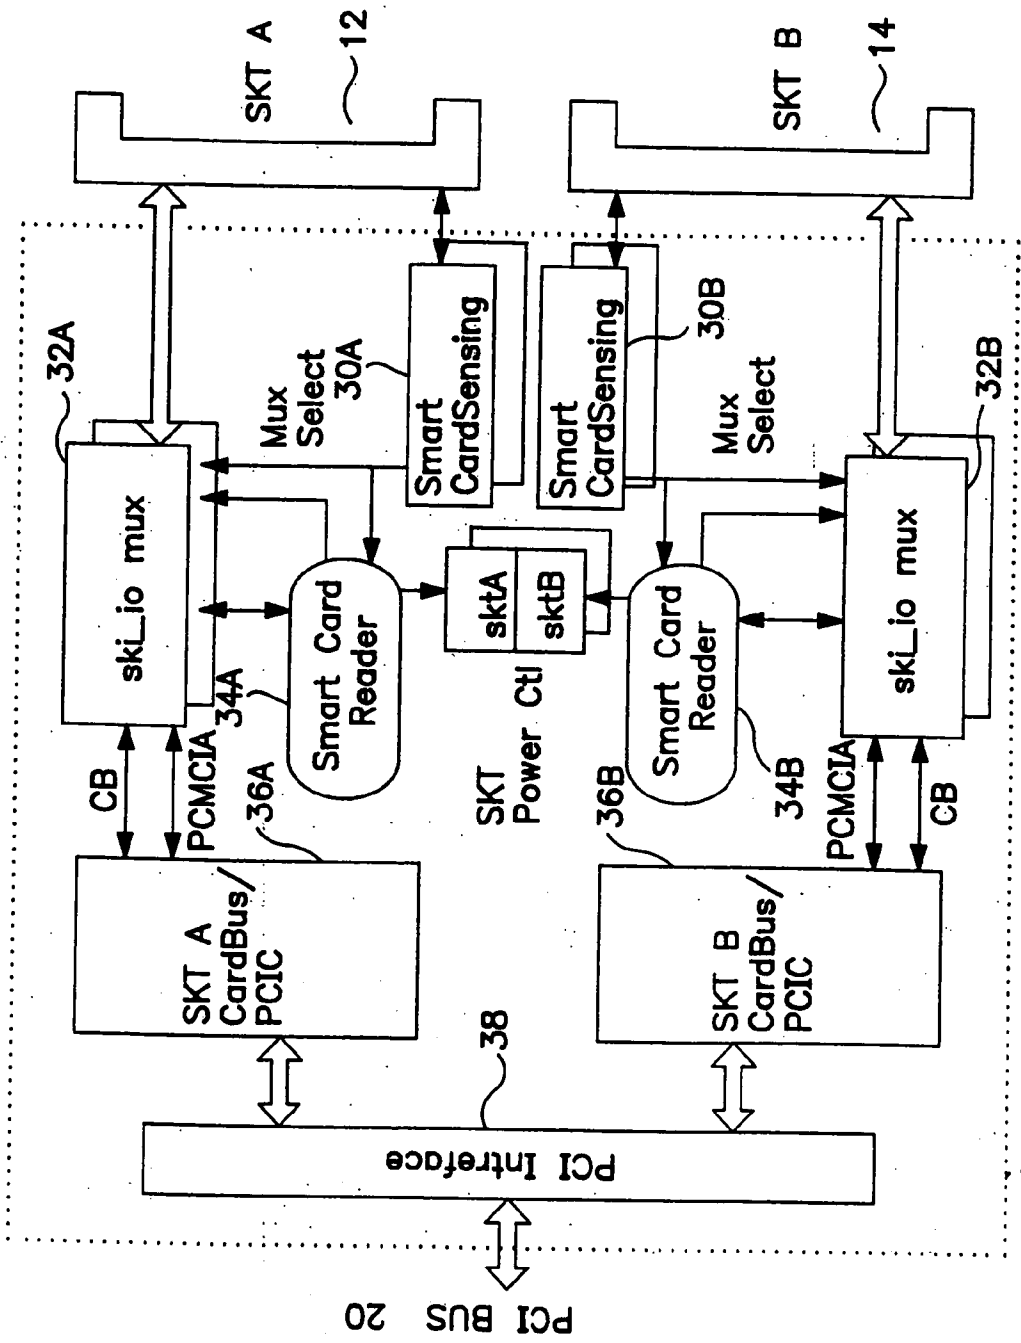 SKT A
12
SKT B
14
32A
ski_io mux
Mux
Select
30A
Smart
CardSensing
Smart
CardSensing
30B
Mux
Select
32B
ski_io mux
CB
PCMCIA
34A
Smart Card
Reader
sktA
sktB
SKT
Power Ctl
Smart Card
Reader
34B
PCMCIA
CB
36A
SKT A
CardBus/
PCIC
36B
SKT B
CardBus/
PCIC
38
PCI Intreface
PCI BUS 20